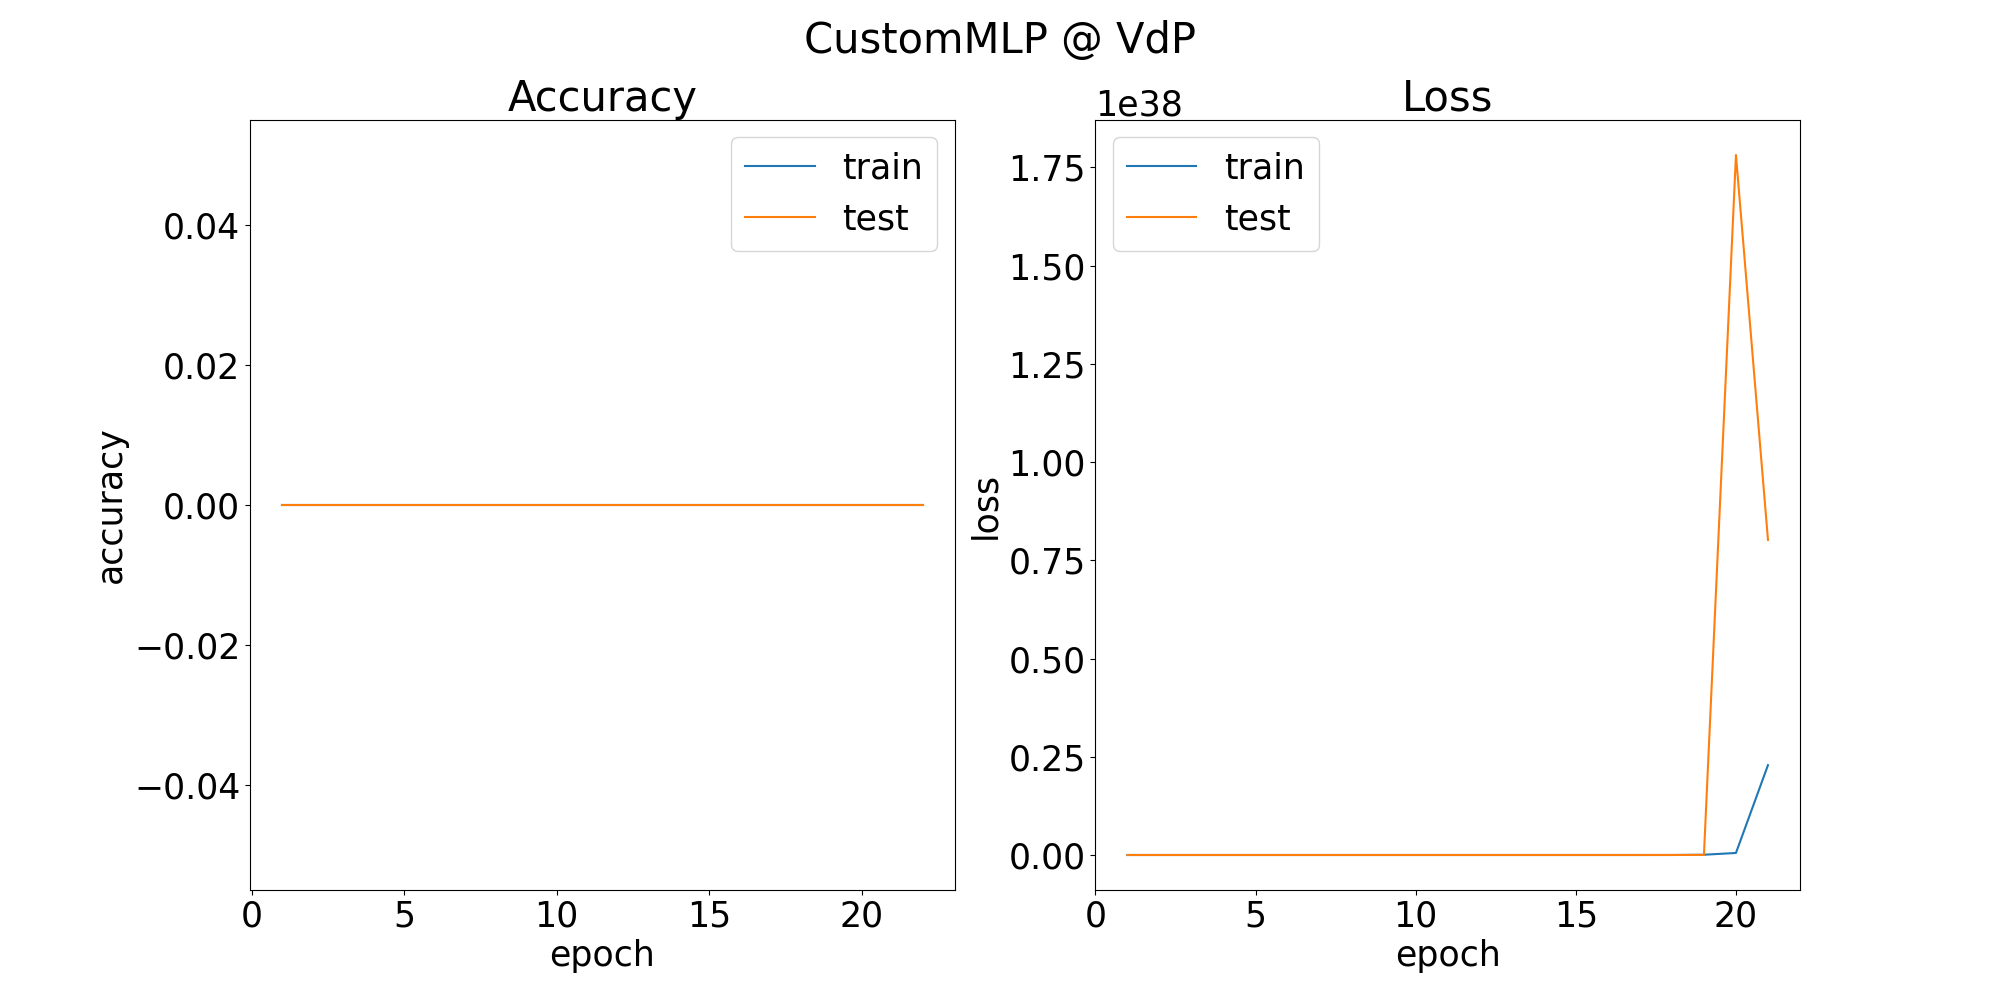 CustomMLP @ VdP
Accuracy
train
test
0.04
0.02
0.00
−0.02
−0.04
accuracy
0 5 10 15 20
epoch
Loss
1e38
train
test
1.75
1.50
1.25
1.00
0.75
0.50
0.25
0.00
loss
0 5 10 15 20
epoch